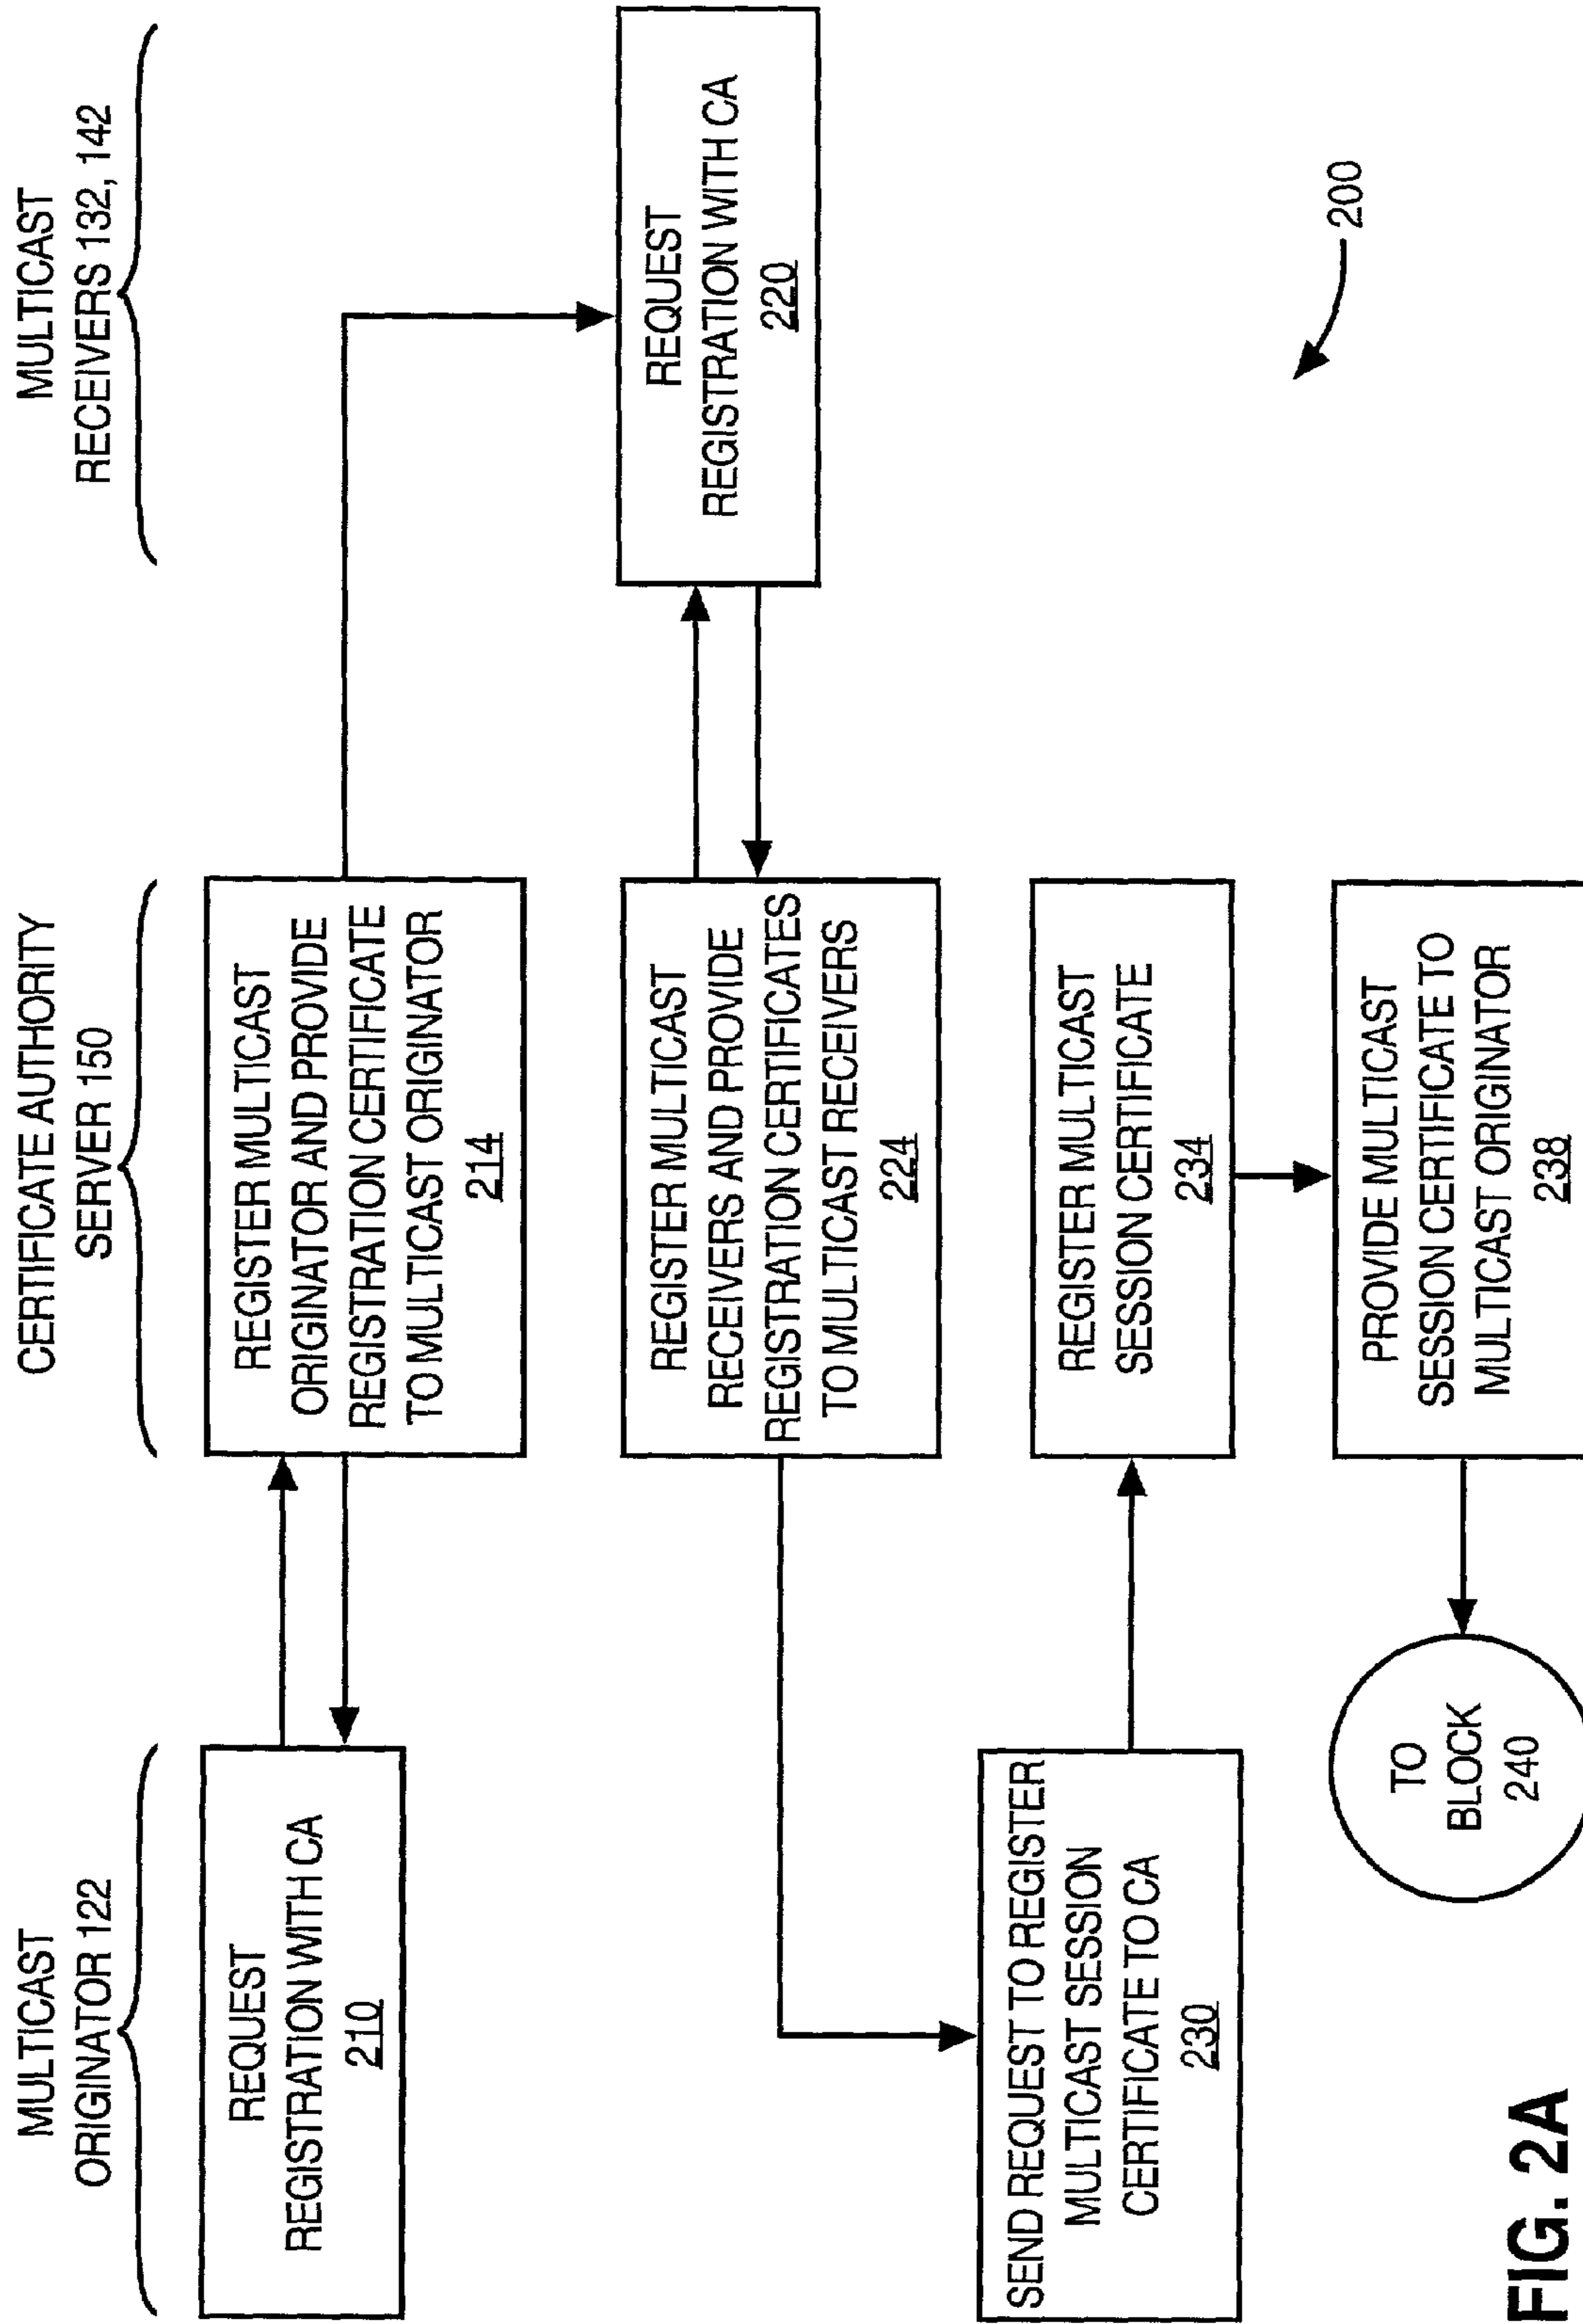 MULTICAST
ORIGINATOR 122
CERTIFICATE AUTHORITY
SERVER 150
MULTICAST
RECEIVERS 132, 142
REQUEST
REGISTRATION WITH CA
210
REGISTER MULTICAST
ORIGINATOR AND PROVIDE
REGISTRATION CERTIFICATE
TO MULTICAST ORIGINATOR
214
REQUEST
REGISTRATION WITH CA
220
REGISTER MULTICAST
RECEIVERS AND PROVIDE
REGISTRATION CERTIFICATES
TO MULTICAST RECEIVERS
224
SEND REQUEST TO REGISTER
MULTICAST SESSION
CERTIFICATE TO CA
230
REGISTER MULTICAST
SESSION CERTIFICATE
234
PROVIDE MULTICAST
SESSION CERTIFICATE TO
MULTICAST ORIGINATOR
238
TO
BLOCK
240
200
FIG. 2A